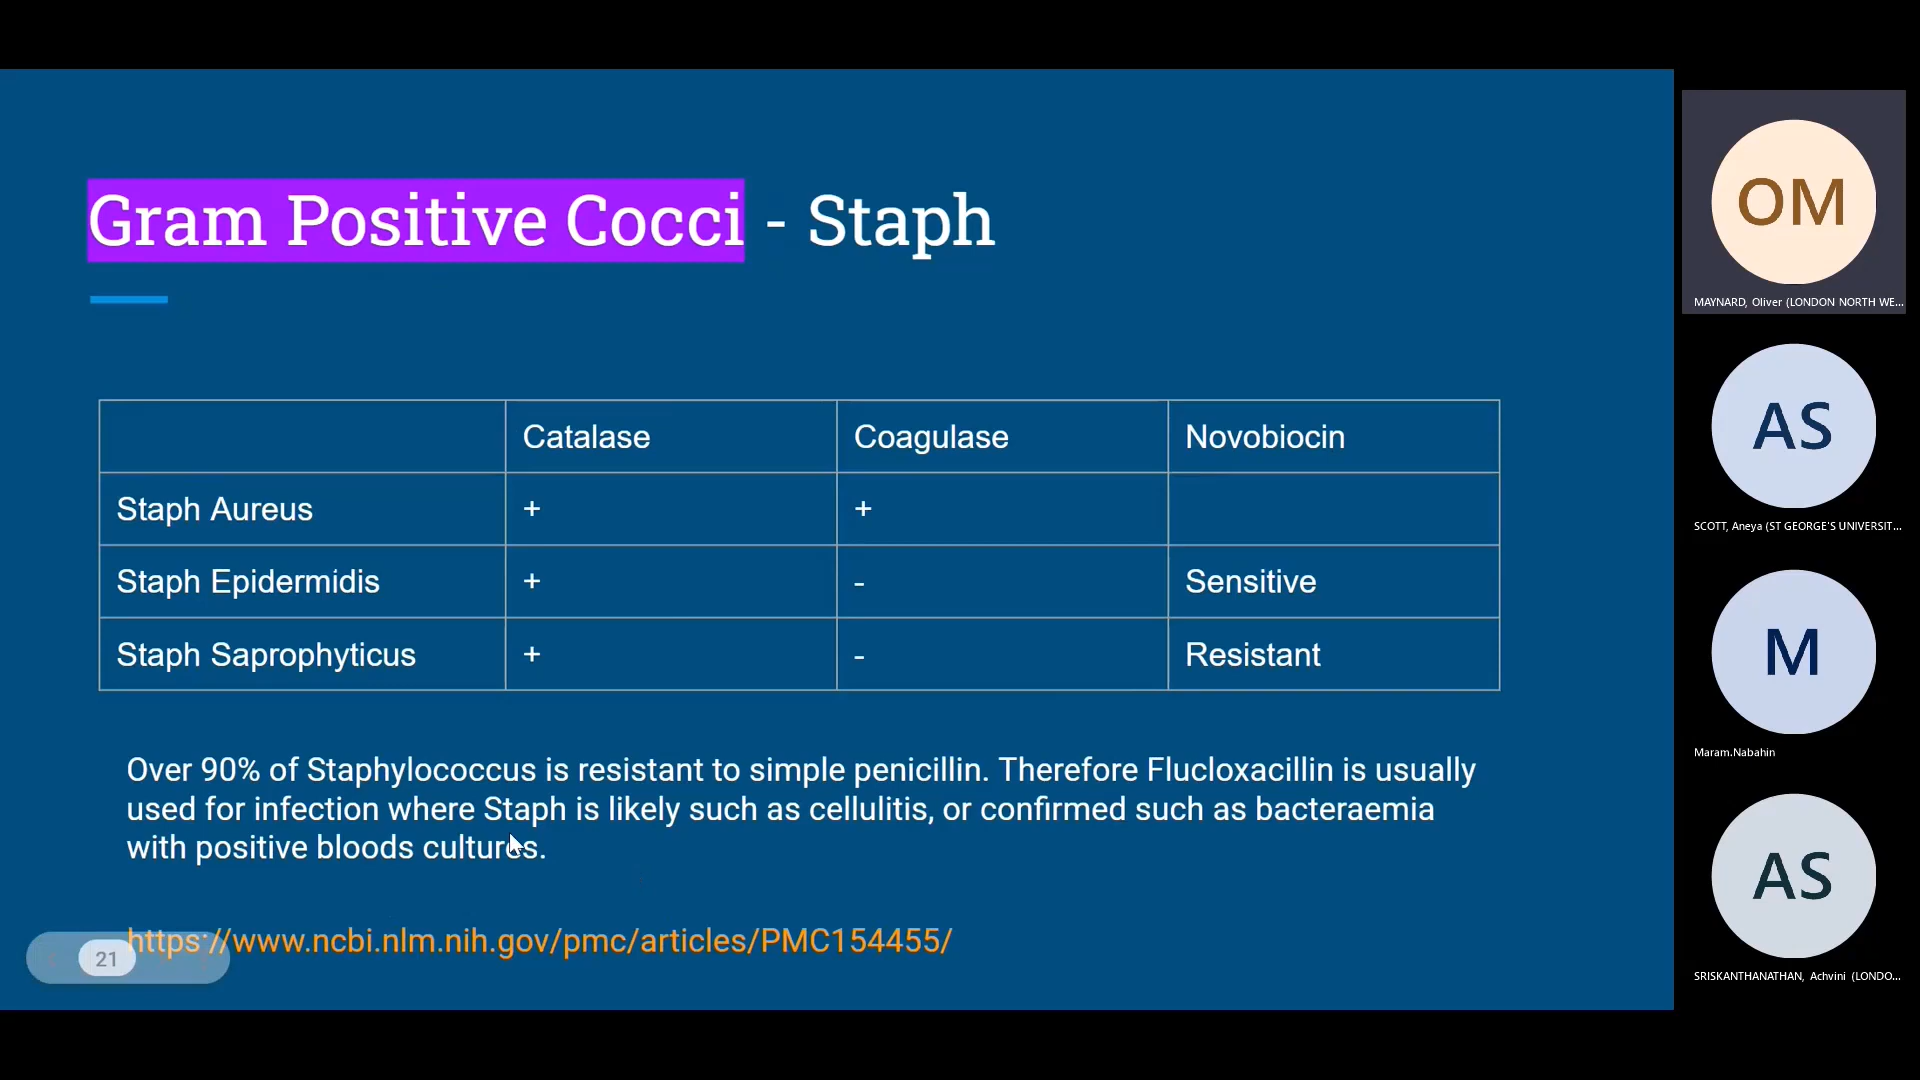 Gram Positive Cocci - Staph
Catalase Coagulase Novobiocin
Staph Aureus + +
Staph Epidermidis + - Sensitive
Staph Saprophyticus + - Resistant
Over 90% of Staphylococcus is resistant to simple penicillin. Therefore Flucloxacillin is usually
used for infection where Staph is likely such as cellulitis, or confirmed such as bacteraemia
with positive bloods cultures.
https://www.ncbi.nlm.nih.gov/pmc/articles/PMC154455/
21
OM
MAYNARD, Oliver (LONDON NORTH WE...
AS
SCOTT, Aneya (ST GEORGE'S UNIVERSIT...
M
Maram.Nabahin
AS
SRISKANTHANATHAN, Achvini (LONDO...